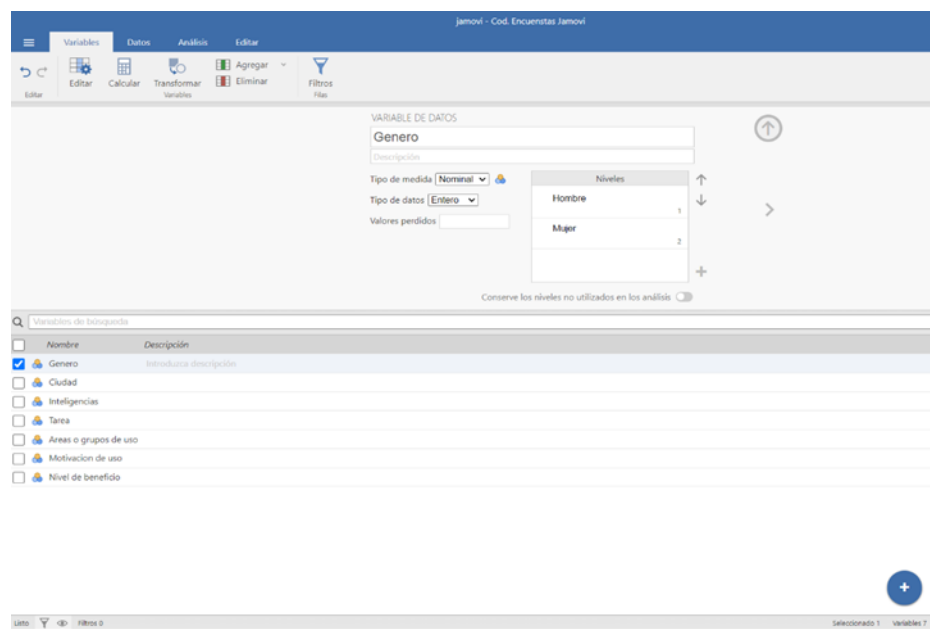 jamovi - Cod. Encuenstas Jamovi
Variables Datos Análisis Editar
Editar Calcular Transformar Agregar Eliminar Filtros
Editar Variables Filas
VARIABLE DE DATOS
Genero
Descripción
Tipo de medida Nominal
Tipo de datos Entero
Valores perdidos
Niveles
Hombre
1
Mujer
2
Conserve los niveles no utilizados en los análisis
Variables de búsqueda
Nombre Descripción
Genero Introduzca descripción
Ciudad
Inteligencias
Tarea
Areas o grupos de uso
Motivacion de uso
Nivel de beneficio
+
Listo Filtros 0 Seleccionado 1 Variables 7